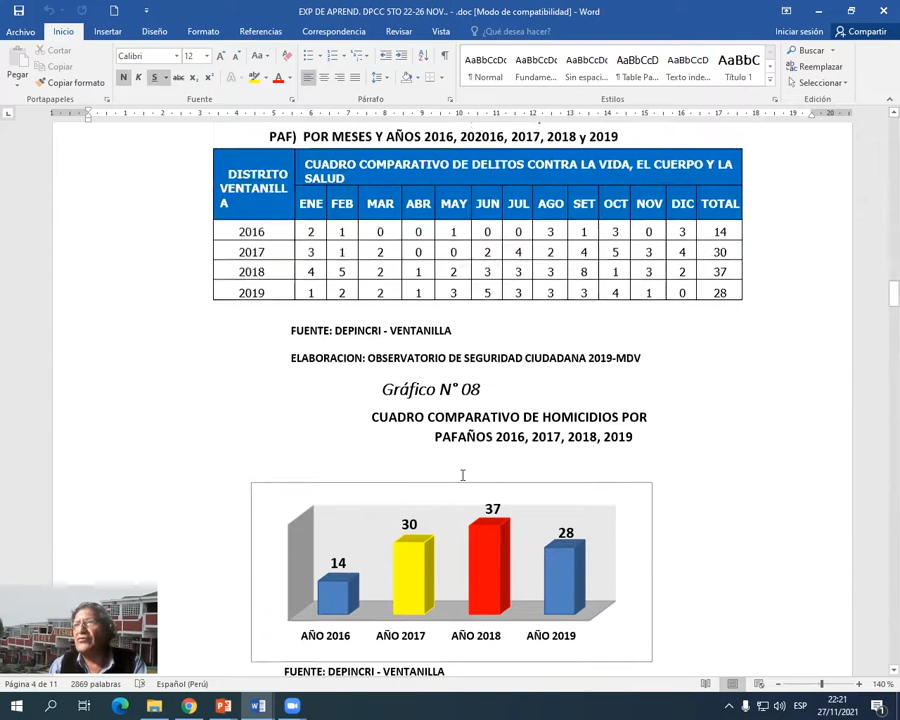 EXP DE APREND. DPCC 5TO 22-26 NOV.. - .doc [Modo de compatibilidad] - Word
Archivo Inicio Insertar Diseño Formato Referencias Correspondencia Revisar Vista ¿Qué desea hacer? Iniciar sesión Compartir
Pegar Cortar Copiar Copiar formato
Calibri 12
N K S abc x₂ x²
AaBbCcDc AaBbCcDc AaBbCcDc AaBbCcD AaBbCcDc AaBbC
¶ Normal Fundame... Sin espaci... ¶ Table Pa... Texto inde... Título 1
Buscar Reemplazar Seleccionar
Portapapeles Fuente Párrafo Estilos Edición
PAF) POR MESES Y AÑOS 2016, 202016, 2017, 2018 y 2019
DISTRITO VENTANILL A CUADRO COMPARATIVO DE DELITOS CONTRA LA VIDA, EL CUERPO Y LA SALUD
ENE FEB MAR ABR MAY JUN JUL AGO SET OCT NOV DIC TOTAL
2016 2 1 0 0 1 0 0 3 1 3 0 3 14
2017 3 1 2 0 0 2 4 2 4 5 3 4 30
2018 4 5 2 1 2 3 3 3 8 1 3 2 37
2019 1 2 2 1 3 5 3 3 3 4 1 0 28
FUENTE: DEPINCRI - VENTANILLA
ELABORACION: OBSERVATORIO DE SEGURIDAD CIUDADANA 2019-MDV
Gráfico N° 08
CUADRO COMPARATIVO DE HOMICIDIOS POR
PAFAÑOS 2016, 2017, 2018, 2019
14 30 37 28
AÑO 2016 AÑO 2017 AÑO 2018 AÑO 2019
FUENTE: DEPINCRI - VENTANILLA
Página 4 de 11 2869 palabras Español (Perú) 140 %
ESP 22:21
27/11/2021